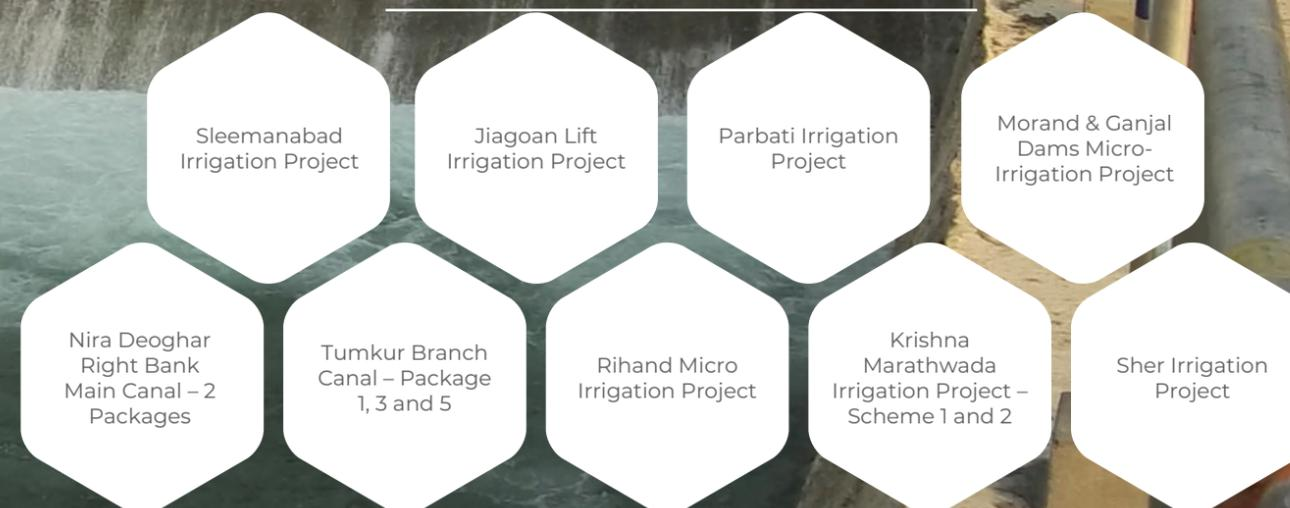 Sleemanabad
Irrigation Project
Jiagoan Lift
Irrigation Project
Parbati Irrigation
Project
Morand & Ganjal
Dams Micro-
Irrigation Project
Nira Deoghar
Right Bank
Main Canal – 2
Packages
Tumkur Branch
Canal – Package
1, 3 and 5
Rihand Micro
Irrigation Project
Krishna
Marathwada
Irrigation Project –
Scheme 1 and 2
Sher Irrigation
Project